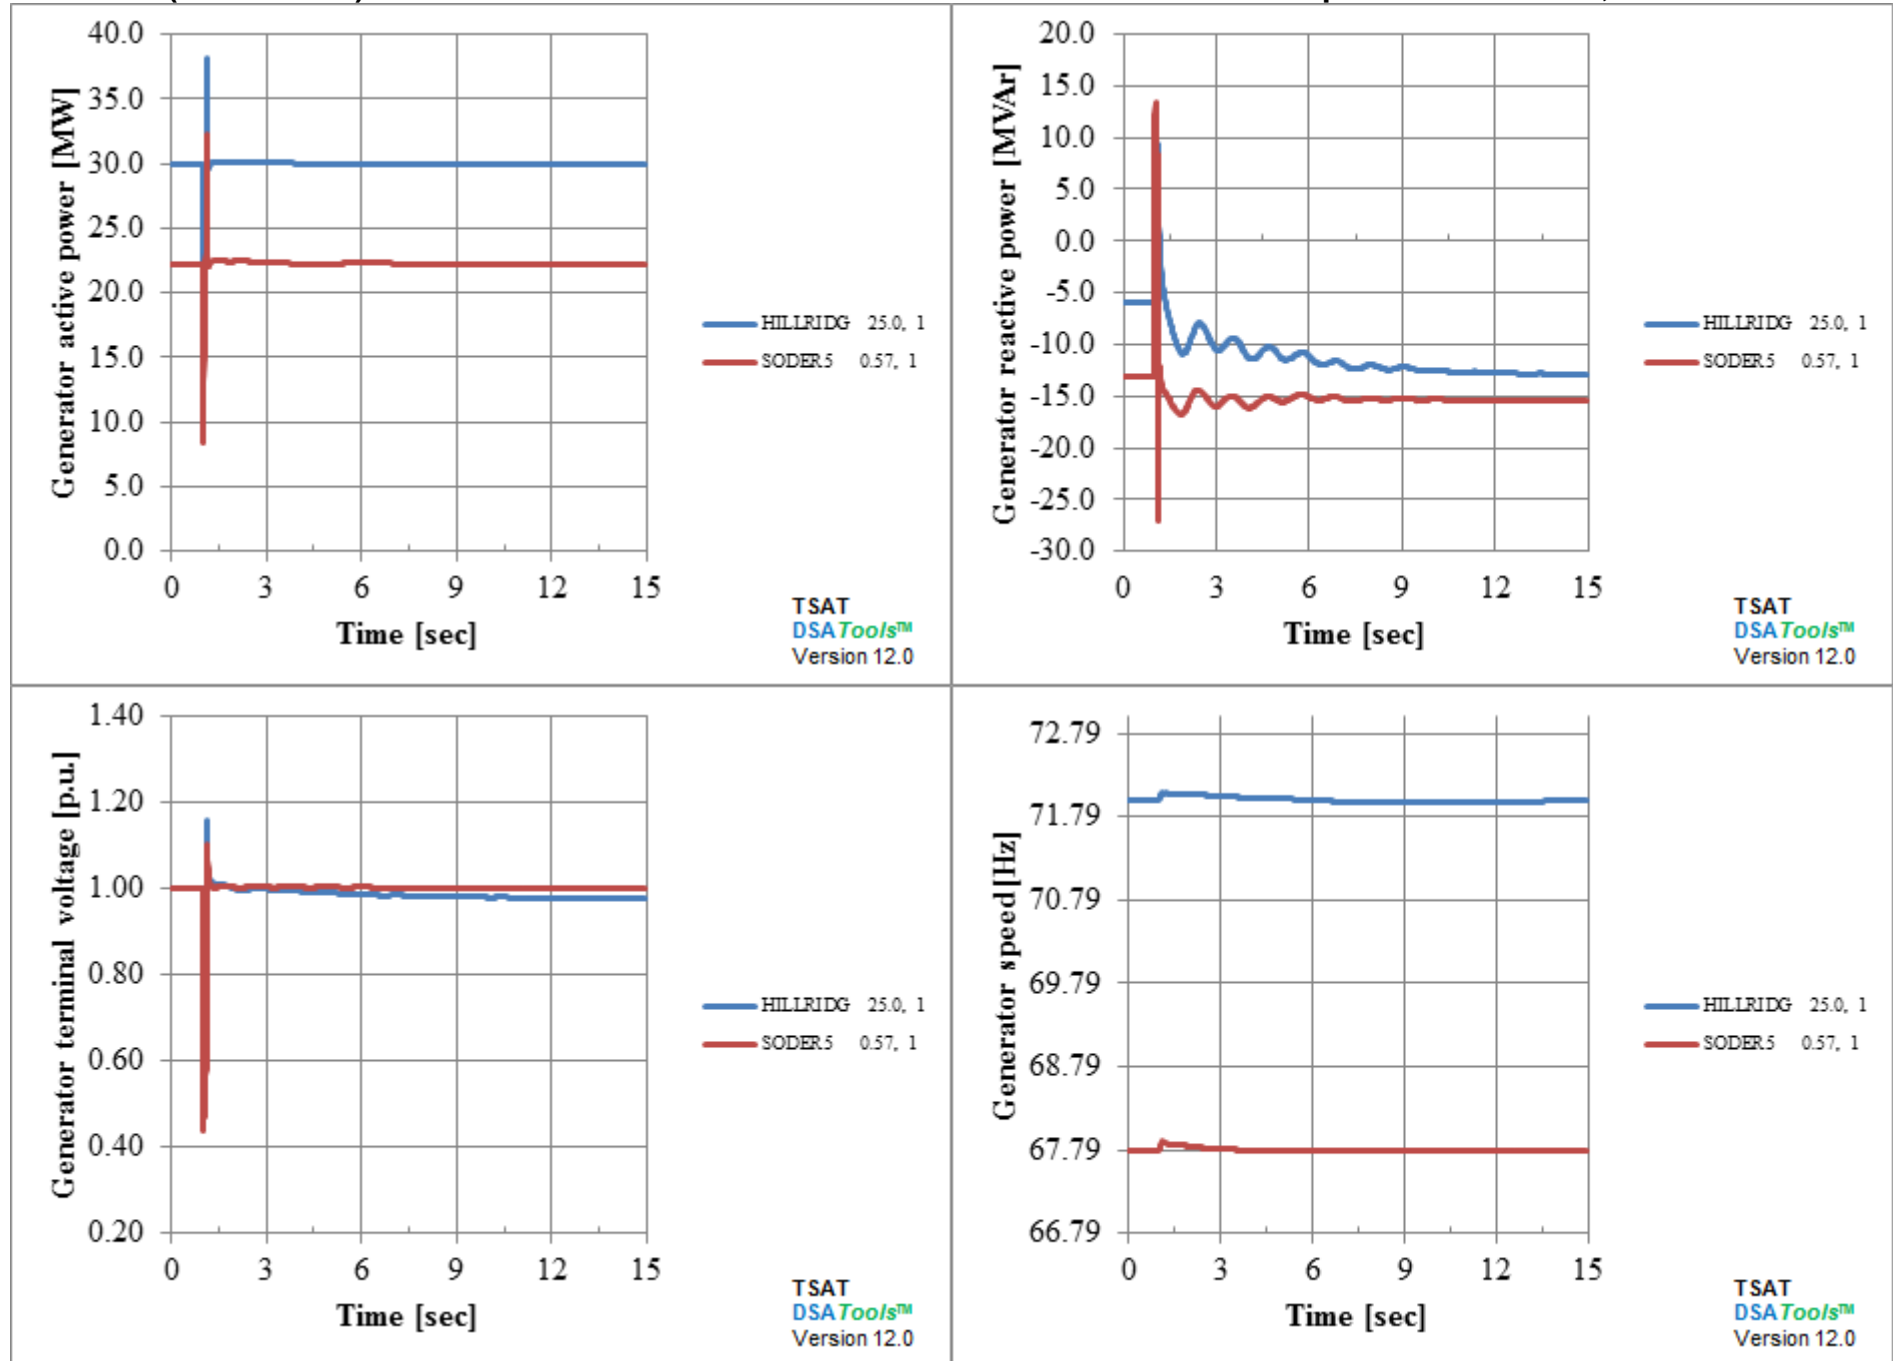 40.0
35.0
30.0
25.0
20.0
15.0
10.0
5.0
0.0
Generator active power [MW]
0 3 6 9 12 15
Time [sec]
HILLRIDG 25.0, 1
SODER5 0.57, 1
TSAT
DSATools™
Version 12.0
20.0
15.0
10.0
5.0
0.0
-5.0
-10.0
-15.0
-20.0
-25.0
-30.0
Generator reactive power [MVAr]
0 3 6 9 12 15
Time [sec]
HILLRIDG 25.0, 1
SODER5 0.57, 1
TSAT
DSATools™
Version 12.0
1.40
1.20
1.00
0.80
0.60
0.40
0.20
Generator terminal voltage [p.u.]
0 3 6 9 12 15
Time [sec]
HILLRIDG 25.0, 1
SODER5 0.57, 1
TSAT
DSATools™
Version 12.0
72.79
71.79
70.79
69.79
68.79
67.79
66.79
Generator speed[Hz]
0 3 6 9 12 15
Time [sec]
HILLRIDG 25.0, 1
SODER5 0.57, 1
TSAT
DSATools™
Version 12.0